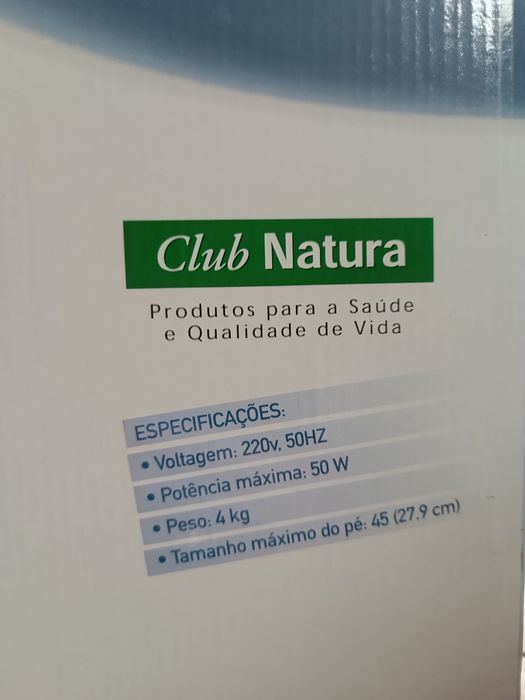 Club Natura
Produtos para a Saúde
e Qualidade de Vida
ESPECIFICAÇÕES:
• Voltagem: 220v, 50HZ
• Potência máxima: 50 W
• Peso: 4 kg
• Tamanho máximo do pé: 45 (27,9 cm)